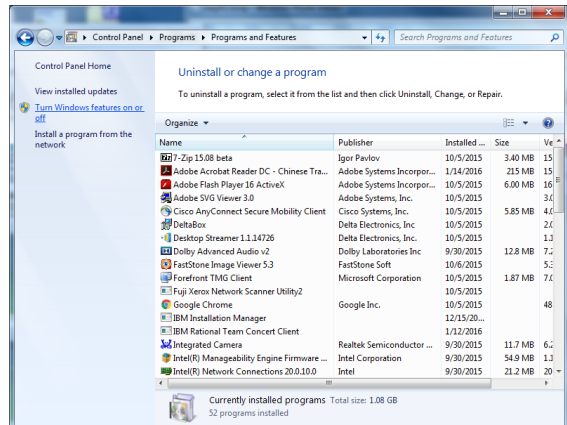 Control Panel Programs Programs and Features Search Programs and Features
Control Panel Home
View installed updates
Turn Windows features on or
off
Install a program from the
network
Uninstall or change a program
To uninstall a program, select it from the list and then click Uninstall, Change, or Repair.
Organize
Name Publisher Installed ... Size Ve
7-Zip 15.08 beta Igor Pavlov 10/5/2015 3.40 MB 15
Adobe Acrobat Reader DC - Chinese Tra... Adobe Systems Incorpor... 1/14/2016 215 MB 15
Adobe Flash Player 16 ActiveX Adobe Systems Incorpor... 10/5/2015 6.00 MB 16
Adobe SVG Viewer 3.0 Adobe Systems, Inc. 10/5/2015 3.0
Cisco AnyConnect Secure Mobility Client Cisco Systems, Inc. 10/5/2015 5.85 MB 4.0
DeltaBox Delta Electronics, Inc 10/5/2015 2.0
Desktop Streamer 1.1.14726 Delta Electronics, Inc. 10/5/2015 1.1
Dolby Advanced Audio v2 Dolby Laboratories Inc 9/30/2015 12.8 MB 7.2
FastStone Image Viewer 5.3 FastStone Soft 10/6/2015 5.3
Forefront TMG Client Microsoft Corporation 10/5/2015 1.87 MB 7.0
Fuji Xerox Network Scanner Utility2 10/5/2015
Google Chrome Google Inc. 10/5/2015 48
IBM Installation Manager 12/15/20...
IBM Rational Team Concert Client 1/12/2016
Integrated Camera Realtek Semiconductor ... 9/30/2015 11.7 MB 6.2
Intel(R) Manageability Engine Firmware ... Intel Corporation 9/30/2015 54.9 MB 1.1
Intel(R) Network Connections 20.0.10.0 Intel 9/30/2015 21.2 MB 20
Currently installed programs Total size: 1.08 GB
52 programs installed